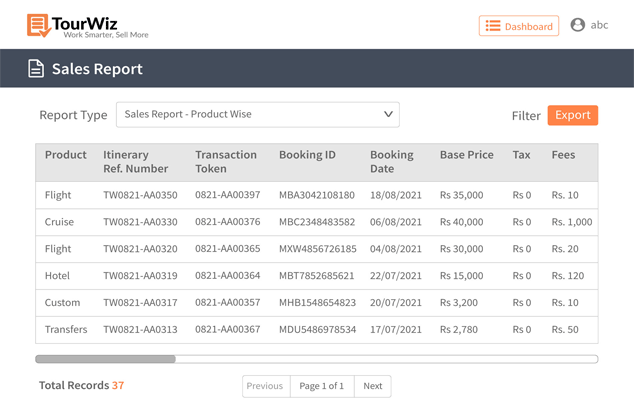 TourWiz
Work Smarter, Sell More
Dashboard
abc
Sales Report
Report Type
Sales Report - Product Wise
Filter
Export
Product Itinerary Ref. Number Transaction Token Booking ID Booking Date Base Price Tax Fees
Flight TW0821-AA0350 0821-AA00397 MBA3042108180 18/08/2021 Rs 35,000 Rs 0 Rs. 10
Cruise TW0821-AA0330 0821-AA00376 MBC2348483582 06/08/2021 Rs 40,000 Rs 0 Rs. 1,000
Flight TW0821-AA0320 0821-AA00365 MXW4856726185 04/08/2021 Rs 30,000 Rs 0 Rs. 20
Hotel TW0821-AA0319 0821-AA00364 MBT7852685621 22/07/2021 Rs 15,000 Rs 0 Rs. 120
Custom TW0821-AA0317 0821-AA00357 MHB1548654823 20/07/2021 Rs 3,200 Rs 0 Rs. 10
Transfers TW0821-AA0313 0821-AA00367 MDU5486978534 17/07/2021 Rs 2,780 Rs 0 Rs. 50
Total Records 37
Previous Page 1 of 1 Next